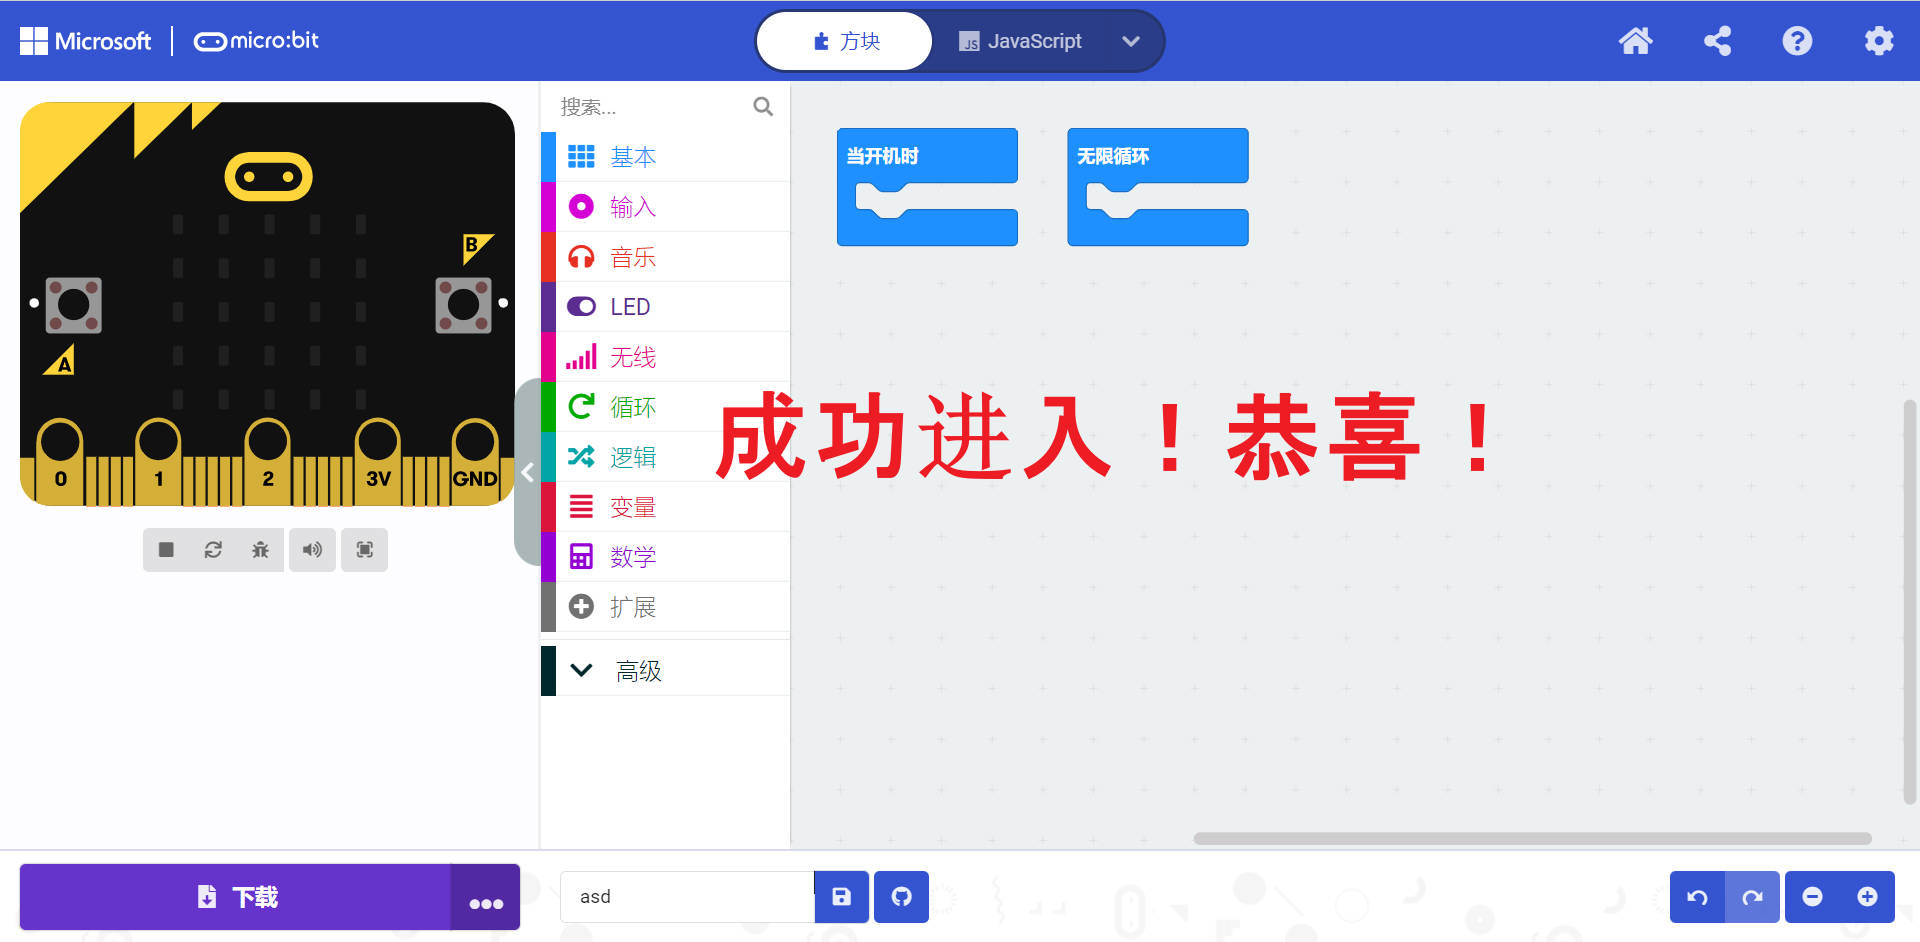 Microsoft micro:bit 方块 JS JavaScript ?
搜索...
基本
输入
音乐
LED
无线
循环
逻辑
变量
数学
扩展
高级
B
A
0 1 2 3V GND
当开机时 无限循环
成功进入！恭喜！
下载 ••• asd